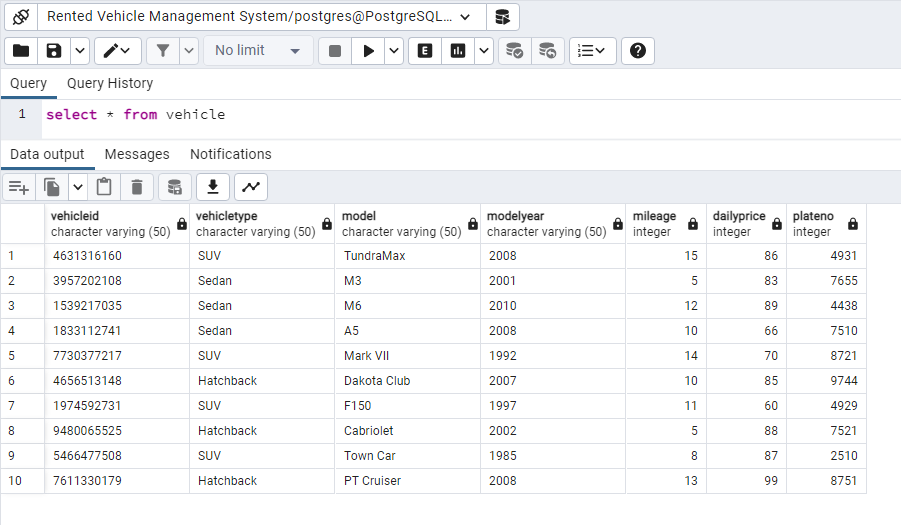 Rented Vehicle Management System/postgres@PostgreSQL...
No limit
E
Query Query History
1 select * from vehicle
Data output Messages Notifications
vehicleid vehicletype model modelyear mileage dailyprice plateno
character varying (50) character varying (50) character varying (50) character varying (50) integer integer integer
1 4631316160 SUV TundraMax 2008 15 86 4931
2 3957202108 Sedan M3 2001 5 83 7655
3 1539217035 Sedan M6 2010 12 89 4438
4 1833112741 Sedan A5 2008 10 66 7510
5 7730377217 SUV Mark VII 1992 14 70 8721
6 4656513148 Hatchback Dakota Club 2007 10 85 9744
7 1974592731 SUV F150 1997 11 60 4929
8 9480065525 Hatchback Cabriolet 2002 5 88 7521
9 5466477508 SUV Town Car 1985 8 87 2510
10 7611330179 Hatchback PT Cruiser 2008 13 99 8751